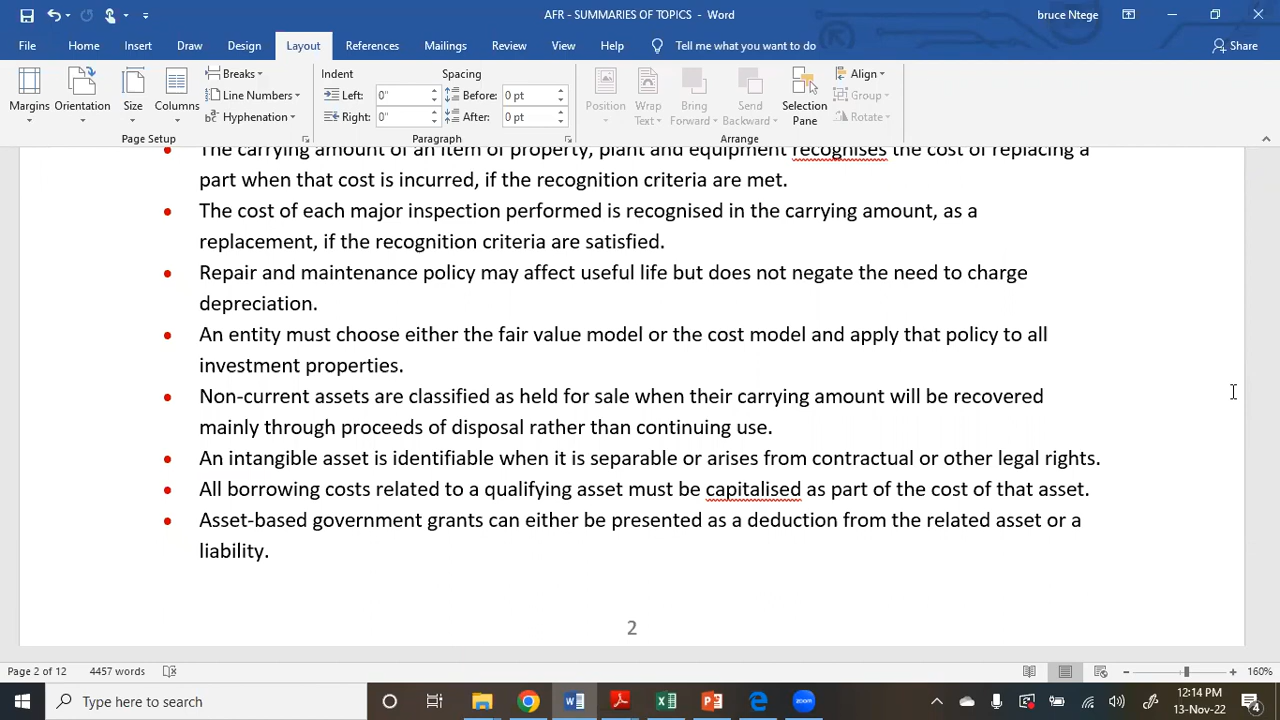 AFR - SUMMARIES OF TOPICS - Word
bruce Ntege
File Home Insert Draw Design Layout References Mailings Review View Help Tell me what you want to do Share
Margins Orientation Size Columns
Breaks
Line Numbers
Hyphenation
Page Setup
Indent Spacing
Left: 0" Before: 0 pt
Right: 0" After: 0 pt
Paragraph
Position Wrap Text Bring Forward Send Backward Selection Pane
Align
Group
Rotate
Arrange
The carrying amount of an item of property, plant and equipment recognises the cost of replacing a
part when that cost is incurred, if the recognition criteria are met.
• The cost of each major inspection performed is recognised in the carrying amount, as a
replacement, if the recognition criteria are satisfied.
• Repair and maintenance policy may affect useful life but does not negate the need to charge
depreciation.
• An entity must choose either the fair value model or the cost model and apply that policy to all
investment properties.
• Non-current assets are classified as held for sale when their carrying amount will be recovered
mainly through proceeds of disposal rather than continuing use.
• An intangible asset is identifiable when it is separable or arises from contractual or other legal rights.
• All borrowing costs related to a qualifying asset must be capitalised as part of the cost of that asset.
• Asset-based government grants can either be presented as a deduction from the related asset or a
liability.
2
Page 2 of 12 4457 words 160%
Type here to search
zoom
12:14 PM
13-Nov-22
4